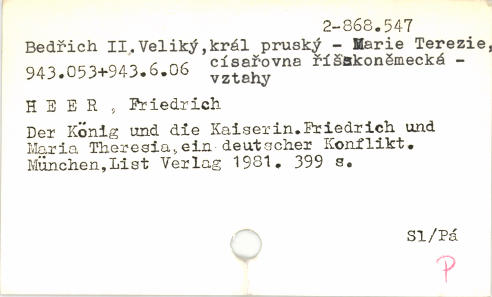 2-868.547
Bedřich II.Veliký,král pruský - Marie Terezie,
císařovna říšskoněmecká -
943.053+943.6.06
vztahy
H E E R , Friedrich
Der König und die Kaiserin.Friedrich und
Maria Theresia,ein deutscher Konflikt.
München,List Verlag 1981. 399 s.
Sl/Pá
P